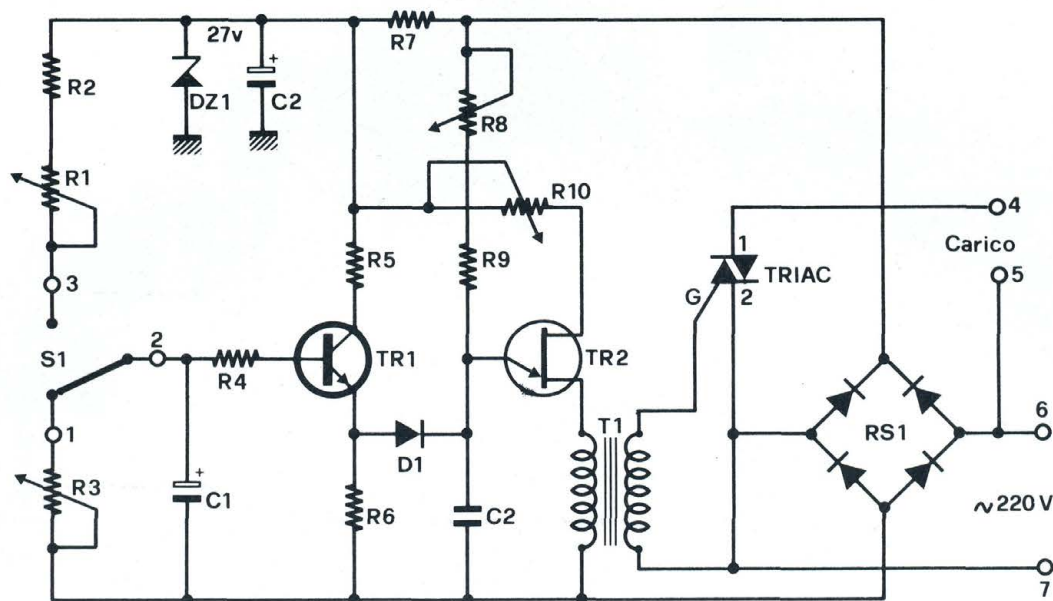 27v
+
R7
R2
DZ1
C2
R8
R1
R10
R5
R9
1
4
Carico
TRIAC
3
G
2
5
2
S1
TR1
TR2
R4
T1
6
1
D1
RS1
R3
+
C1
R6
C2
~220 V
7